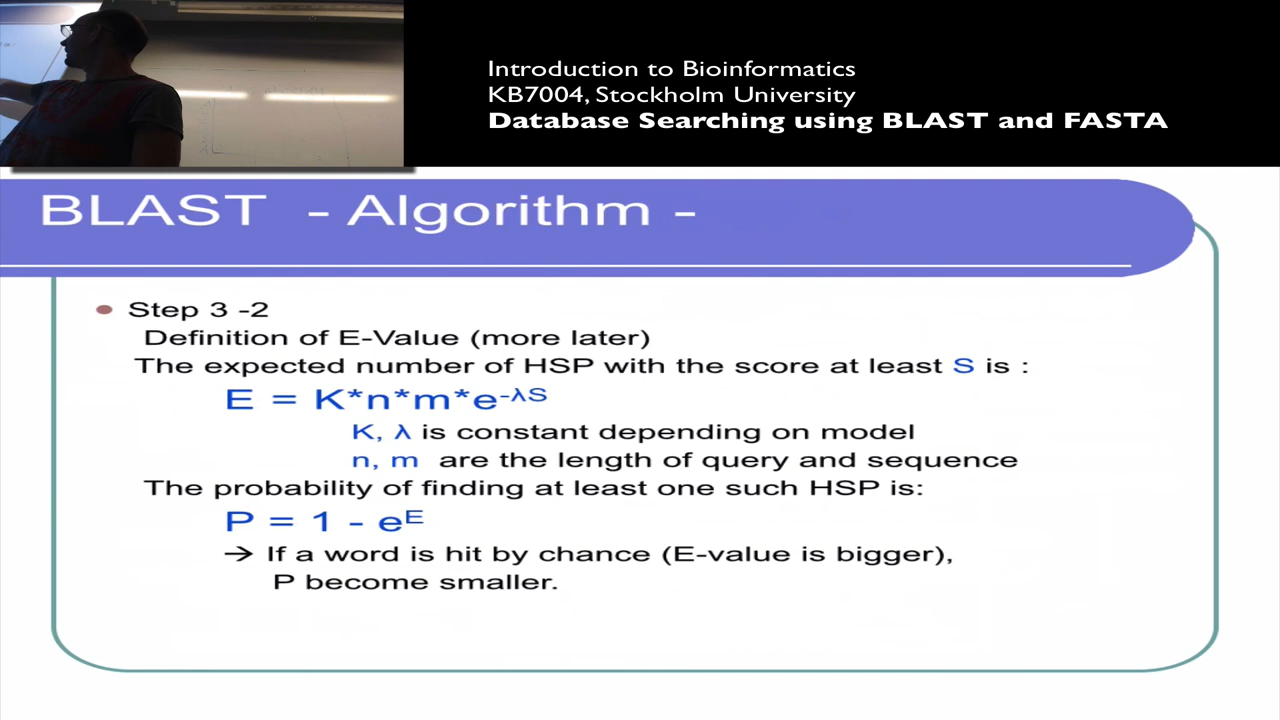 Introduction to Bioinformatics
KB7004, Stockholm University
Database Searching using BLAST and FASTA
BLAST - Algorithm -
Step 3 -2
Definition of E-Value (more later)
The expected number of HSP with the score at least S is :
E = K*n*m*e-λS
K, λ is constant depending on model
n, m are the length of query and sequence
The probability of finding at least one such HSP is:
P = 1 - eE
→ If a word is hit by chance (E-value is bigger),
P become smaller.